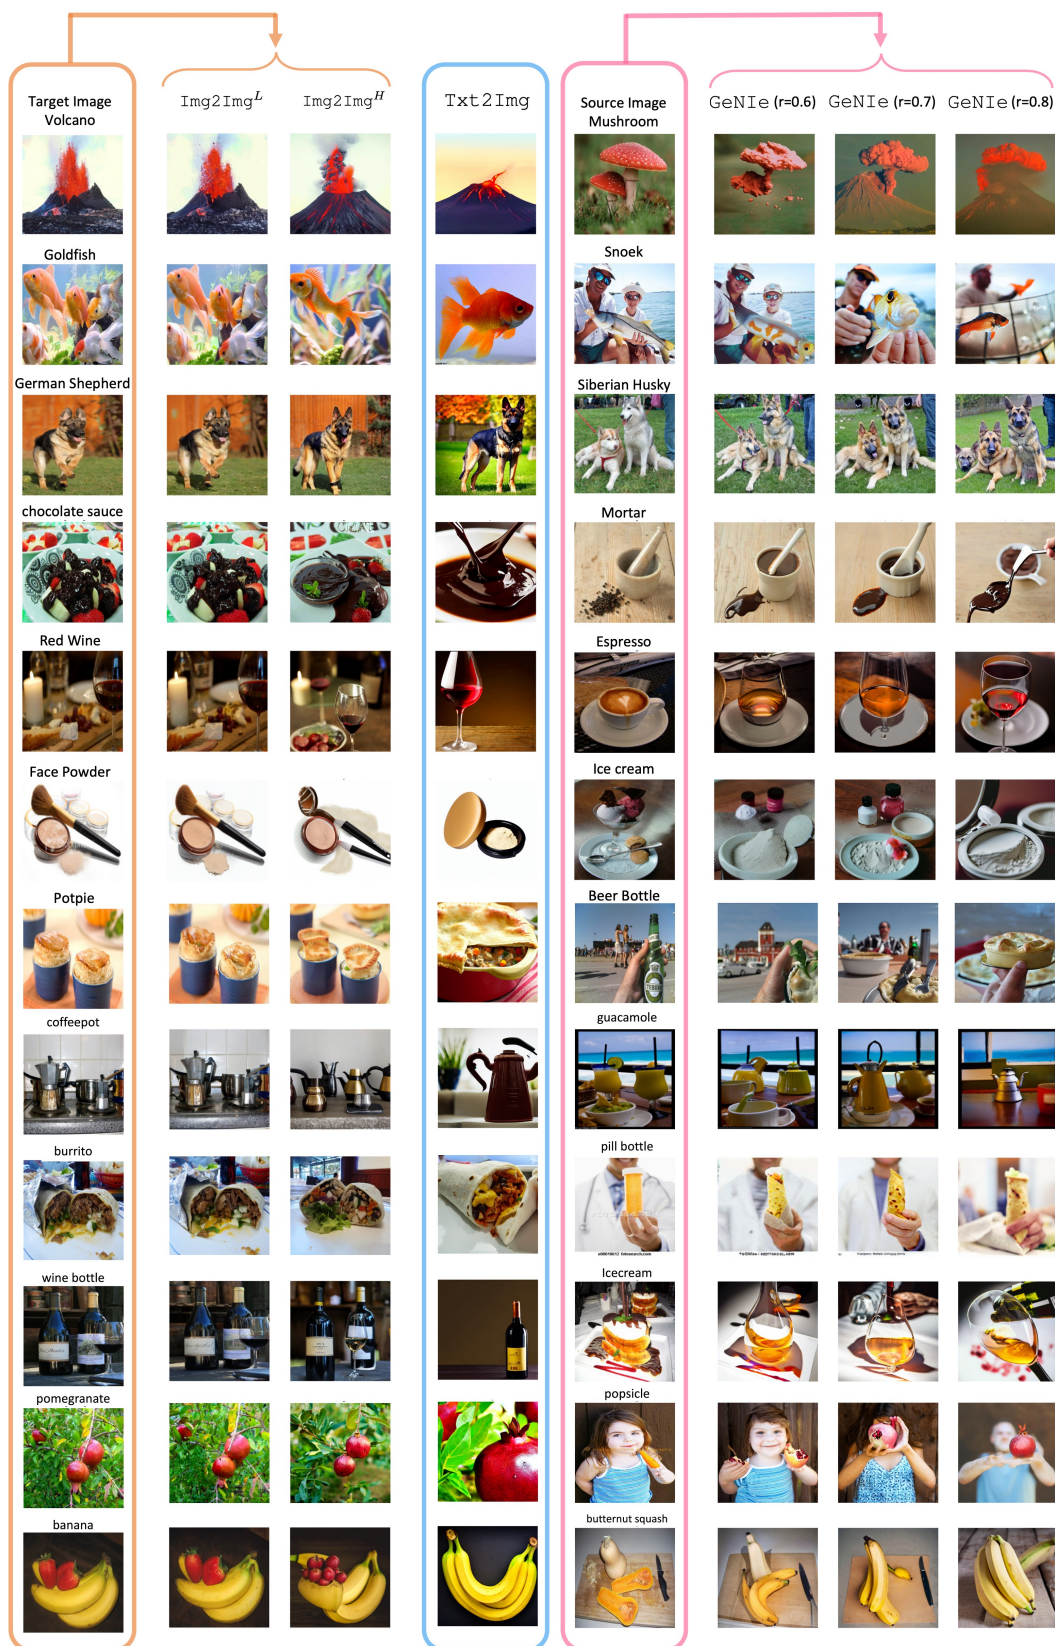 Target Image
Volcano
Img2Img^L
Img2Img^H
Txt2Img
Source Image
Mushroom
GeNIe (r=0.6)
GeNIe (r=0.7)
GeNIe (r=0.8)
Goldfish
Snoek
German Shepherd
Siberian Husky
chocolate sauce
Mortar
Red Wine
Espresso
Face Powder
Ice cream
Potpie
Beer Bottle
coffeepot
guacamole
burrito
pill bottle
wine bottle
Icecream
pomegranate
popsicle
banana
butternut squash